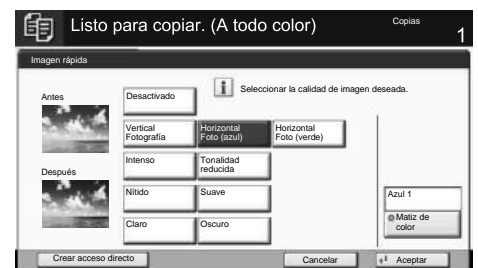 Listo para copiar. (A todo color)
Copias
1
Imagen rápida
Seleccionar la calidad de imagen deseada.
Antes
Desactivado
Vertical
Fotografía
Horizontal
Foto (azul)
Horizontal
Foto (verde)
Intenso
Tonalidad
reducida
Después
Nítido
Suave
Azul 1
Claro
Oscuro
Matiz de
color
Crear acceso directo
Cancelar
Aceptar